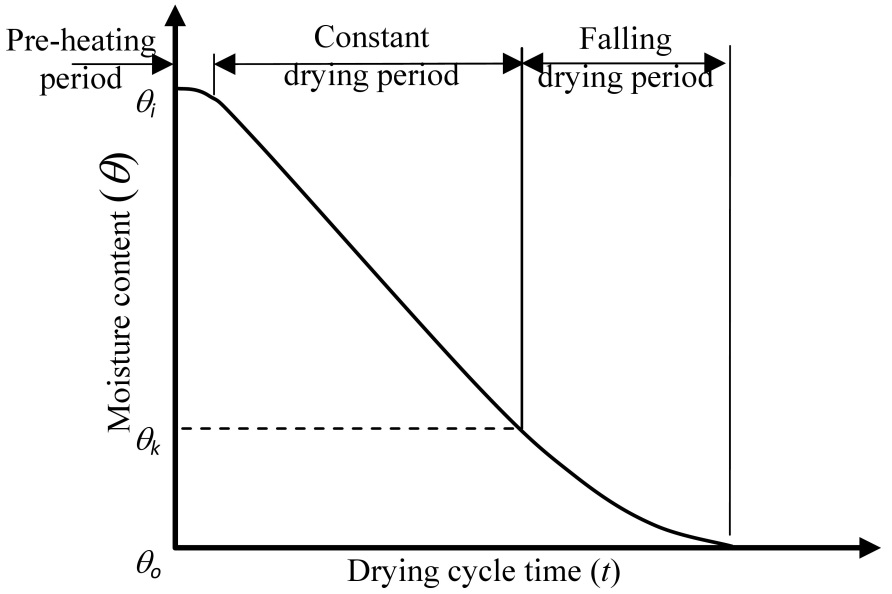 Pre-heating
period
Constant
drying period
Falling
drying period
θi
Moisture content (θ)
θk
θo
Drying cycle time (t)